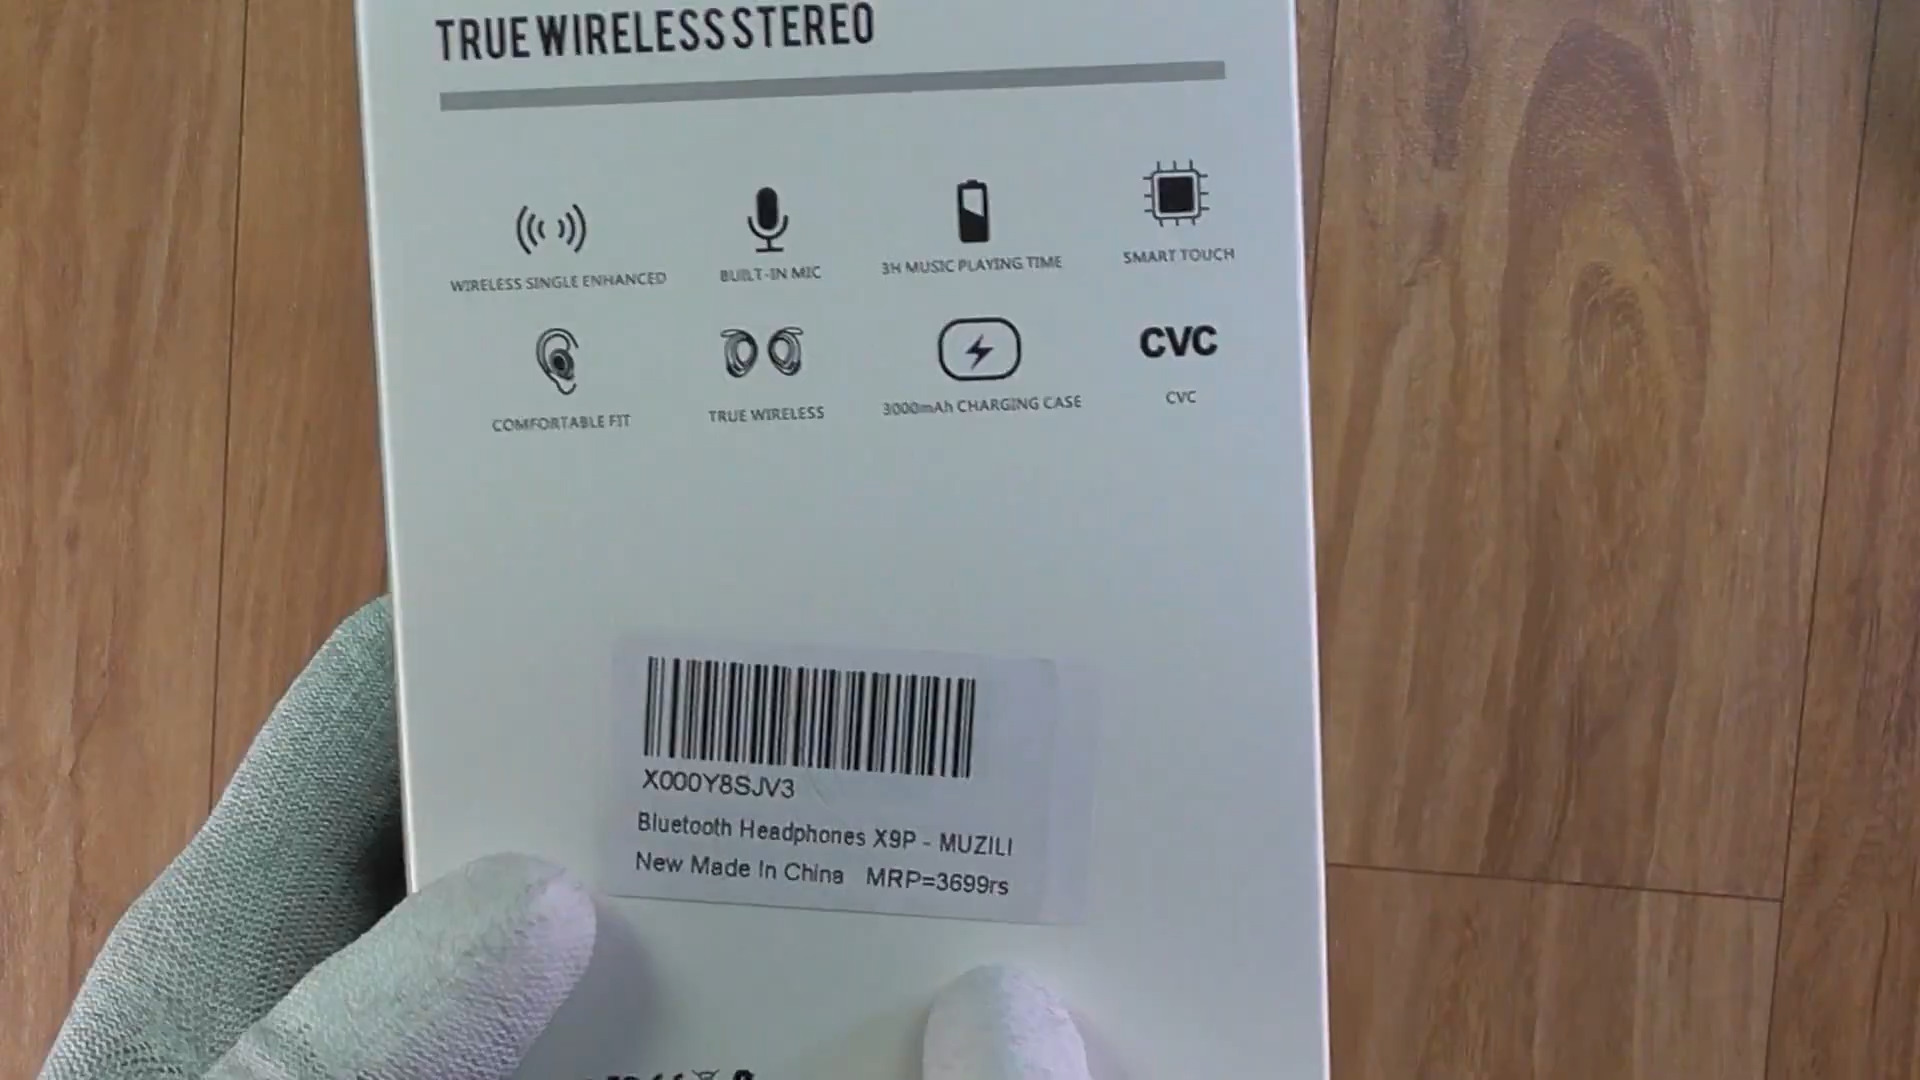 TRUE WIRELESS STEREO
WIRELESS SINGLE ENHANCED
BUILT-IN MIC
3H MUSIC PLAYING TIME
SMART TOUCH
COMFORTABLE FIT
TRUE WIRELESS
3000mAh CHARGING CASE
CVC
CVC
X000Y8SJV3
Bluetooth Headphones X9P - MUZILI
New Made In China MRP=3699rs